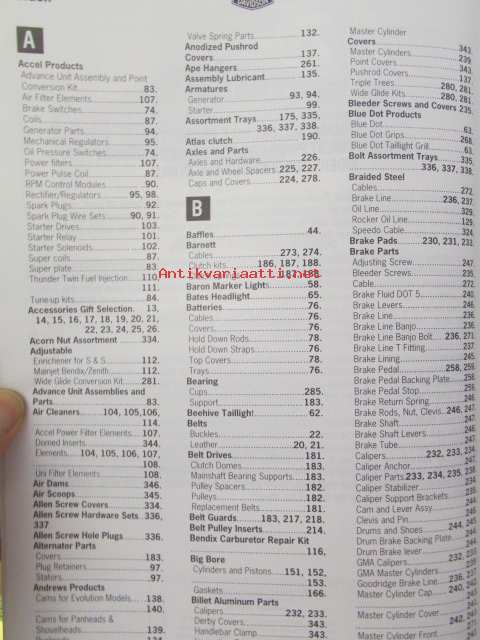 DAVIDSON
A
Accel Products
Advance Unit Assembly and Point
Conversion Kit 83.
Air Filter Elements 107.
Brake Switches 74.
Coils 87.
Generator Parts 94.
Mechanical Regulators 95.
Oil Pressure Switches 74.
Power filters 107.
Power Pulse Coil 87.
RPM Control Modules 90.
Rectifier/Regulators 95, 98.
Spark Plugs 92.
Spark Plug Wire Sets 90, 91.
Starter Drives 103.
Starter Relay 101.
Starter Solenoids 102.
Super coils 87.
Super plate 83.
Thunder Twin Fuel Injection 110,
111.
Tune-up kits 84.
Accessories Gift Selection. 13,
14, 15, 16, 17, 18, 19, 20, 21,
22, 23, 24, 25, 26.
Acorn Nut Assortment 334.
Adjustable
Enrichener for S & S 112.
Mainjet Bendix/Zenith 112.
Wide Glide Conversion Kit 281.
Advance Unit Assemblies and
Parts 83.
Air Cleaners 104, 105,106,
114.
Accel Power Filter Elements 107.
Domed Inserts 344.
Elements 104, 105, 106, 107,
108.
Uni Filter Elements 108.
Air Dams 346.
Air Scoops 345.
Allen Screw Covers 334.
Allen Screw Hardware Sets 336,
337
Allen Screw Hole Plugs 336.
Alternator Parts
Covers 183.
Plug Retainers 97.
Stators 97.
Andrews Products
Cams for Evolution Models 138.
140.
Cams for Panheads &
Shovelheads 139.
Valve Spring Parts 132.
Anodized Pushrod
Covers 137.
Ape Hangers 261.
Assembly Lubricant 135.
Armatures
Generator 93, 94.
Starter 99.
Assortment Trays 175, 335,
336, 337, 338.
Atlas clutch 190.
Axles and Parts
Axles and Hardware 226.
Axle and Wheel Spacers 225, 227.
Caps and Covers 224, 278.
B
Baffles 44.
Barnett
Cables 273, 274.
Clutch kits 186, 187, 188.
Antikvariaatti.net
Baron Marker Lights 58.
Bates Headlight 65.
Batteries 76.
Cables 76.
Covers 76.
Hold Down Rods 78.
Hold Down Straps 76.
Top Covers 78.
Trays 76.
Bearing
Cups 285.
Support 183.
Beehive Taillight 62.
Belts
Buckles 22.
Leather 20, 21.
Belt Drives 181.
Clutch Domes 183.
Mainshaft Bearing Supports 183.
Pulley Spacers 182.
Pulleys 182.
Replacement Belts 181.
Belt Guards 183, 217, 218.
Belt Pulley Inserts 214.
Bendix Carburetor Repair Kit
116,
Big Bore
Cylinders and Pistons 151, 152,
153.
Gaskets 166.
Billet Aluminum Parts
Calipers 232, 233.
Derby Covers 343.
Handlebar Clamp 343.
Master Cylinder
Covers 343.
Master Cylinders 239.
Point Covers 343.
Pushrod Covers 137.
Triple Trees 280, 281.
Wide Glide Kits 280, 281.
Bleeder Screws and Covers 235.
Blue Dot Products
Blue Dot 63.
Blue Dot Grips 268.
Blue Dot Taillight Grill 63.
Bolt Assortment Trays 335,
336, 337, 338.
Braided Steel
Cables 272.
Brake Line 236, 237.
Oil Line 329.
Rocker Oil Line 329.
Speedo Cable 324.
Brake Pads 230, 231, 233.
Brake Parts
Adjusting Screw 247.
Bleeder Screws 235.
Cable 272.
Brake Fluid DOT 5 240.
Brake Levers 246.
Brake Line 236.
Brake Line Banjo 236.
Brake Line Banjo Bolt 236, 271.
Brake Line T Fitting 237.
Brake Lining 245.
Brake Pedal 258, 259.
Brake Pedal Backing Plate
Brake Pedal Stop
Brake Return Spring 246.
Brake Rods, Nut, Clevis 246, 247.
Brake Shaft 247.
Brake Shaft Levers 246.
Brake Tube 247.
Calipers 232, 233, 234.
Caliper Anchor 247.
Caliper Parts 233, 234, 235, 238.
Caliper Stabilizer 234.
Caliper Support Brackets 235.
Cam and Lever Assy
Clevis and Pin
Drums and Shoes 244, 245.
Drum Brake Backing Plate 244.
Drum Brake lever
GMA Calipers
GMA Master Cylinders
Goodridge Brake Line 236, 237.
Master Cylinder Cap
Master Cylinder Cover
Master Cylinder Front